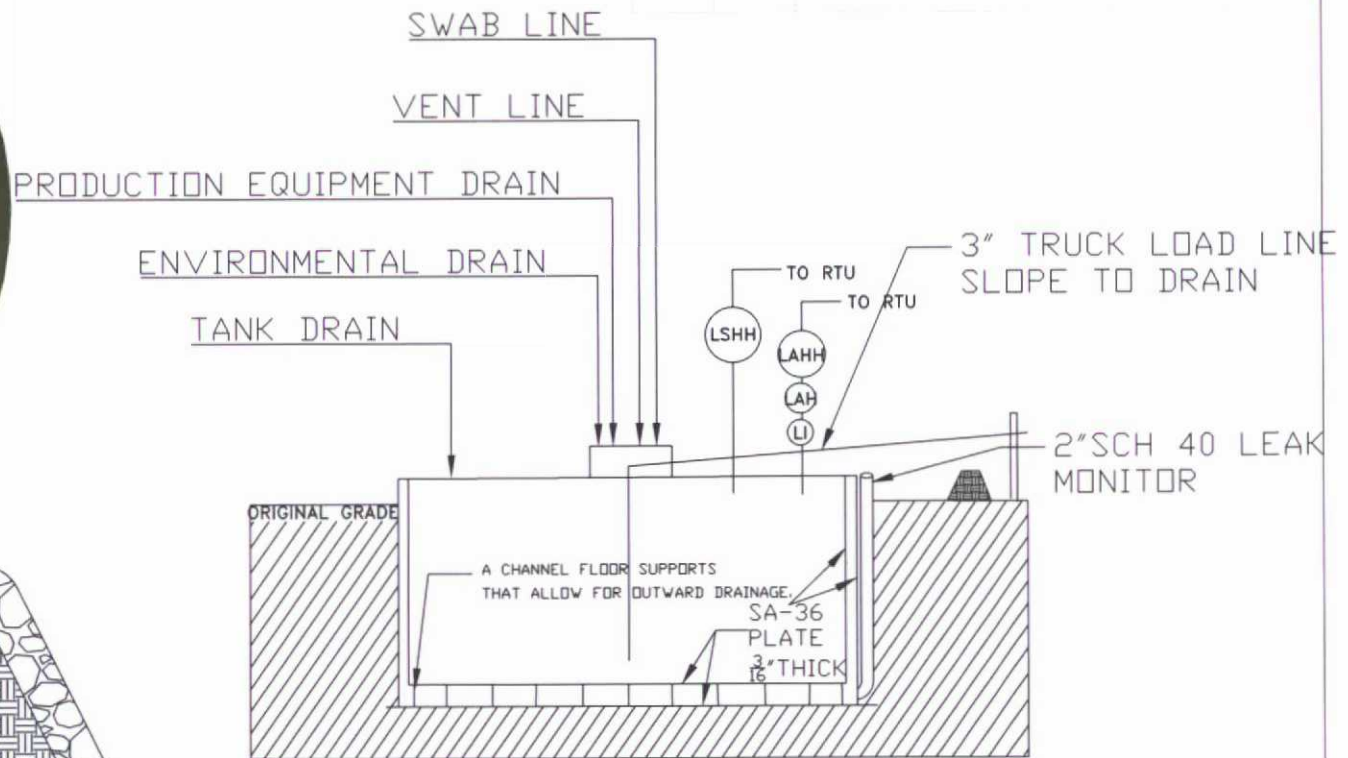 SWAB LINE
VENT LINE
PRODUCTION EQUIPMENT DRAIN
ENVIRONMENTAL DRAIN
TANK DRAIN
TO RTU
TO RTU
LSHH
LAHH
LAH
LI
3" TRUCK LOAD LINE
SLOPE TO DRAIN
2"SCH 40 LEAK
MONITOR
ORIGINAL GRADE
A CHANNEL FLOOR SUPPORTS
THAT ALLOW FOR OUTWARD DRAINAGE.
SA-36
PLATE
3/16"THICK